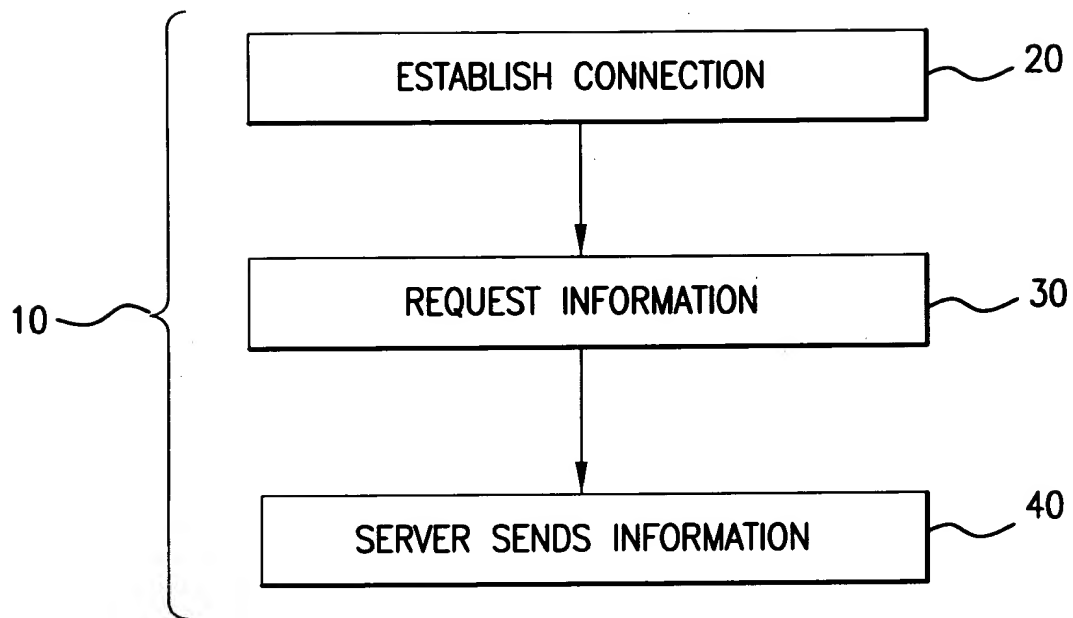 ESTABLISH CONNECTION
20
REQUEST INFORMATION
30
10
SERVER SENDS INFORMATION
40